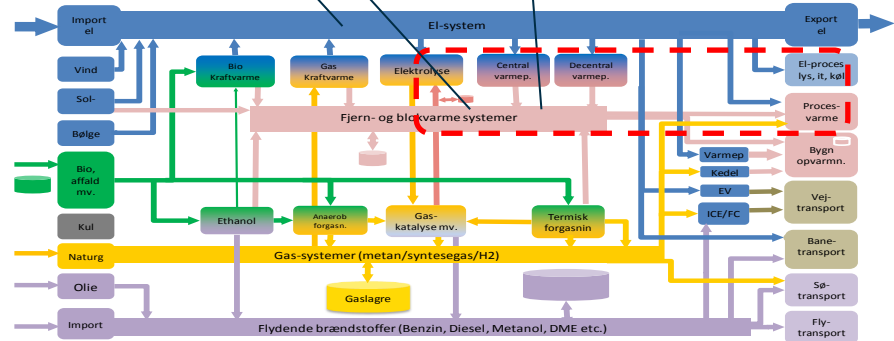 Import
el
El-system
Export
el
Vind
Bio
Kraftvarme
Gas
Kraftvarme
Elektrolyse
Central
varmep.
Decentral
varmep.
El-proces
lys, it, køl
Sol-
Fjern- og blokvarme systemer
Proces-
varme
Bølge
Varmep
Bygn
opvarmn.
Bio,
affald
mv.
Kedel
EV
Vej-
transport
Kul
Ethanol
Anaerob
forgasn.
Gas-
katalyse mv.
Termisk
forgasnin
ICE/FC
Naturg
Gas-systemer (metan/syntesegas/H2)
Bane-
transport
Olie
Gaslagre
Sø-
transport
Import
Flydende brændstoffer (Benzin, Diesel, Metanol, DME etc.)
Fly-
transport